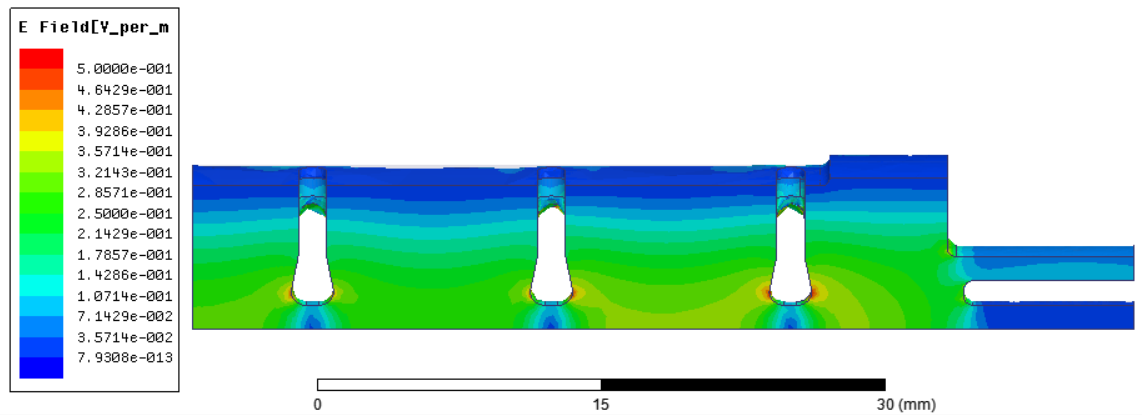 E Field[V_per_m
5.0000e-001
4.6429e-001
4.2857e-001
3.9286e-001
3.5714e-001
3.2143e-001
2.8571e-001
2.5000e-001
2.1429e-001
1.7857e-001
1.4286e-001
1.0714e-001
7.1429e-002
3.5714e-002
7.9308e-013
0 15 30 (mm)